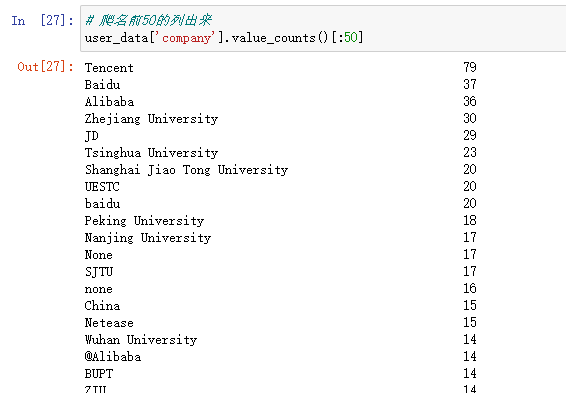 In [27]: # 爬名前50的列出来
user_data['company'].value_counts()[:50]
Out[27]: Tencent 79
Baidu 37
Alibaba 36
Zhejiang University 30
JD 29
Tsinghua University 23
Shanghai Jiao Tong University 20
UESTC 20
baidu 20
Peking University 18
Nanjing University 17
None 17
SJTU 17
none 16
China 15
Netease 15
Wuhan University 14
@Alibaba 14
BUPT 14
ZJU 14